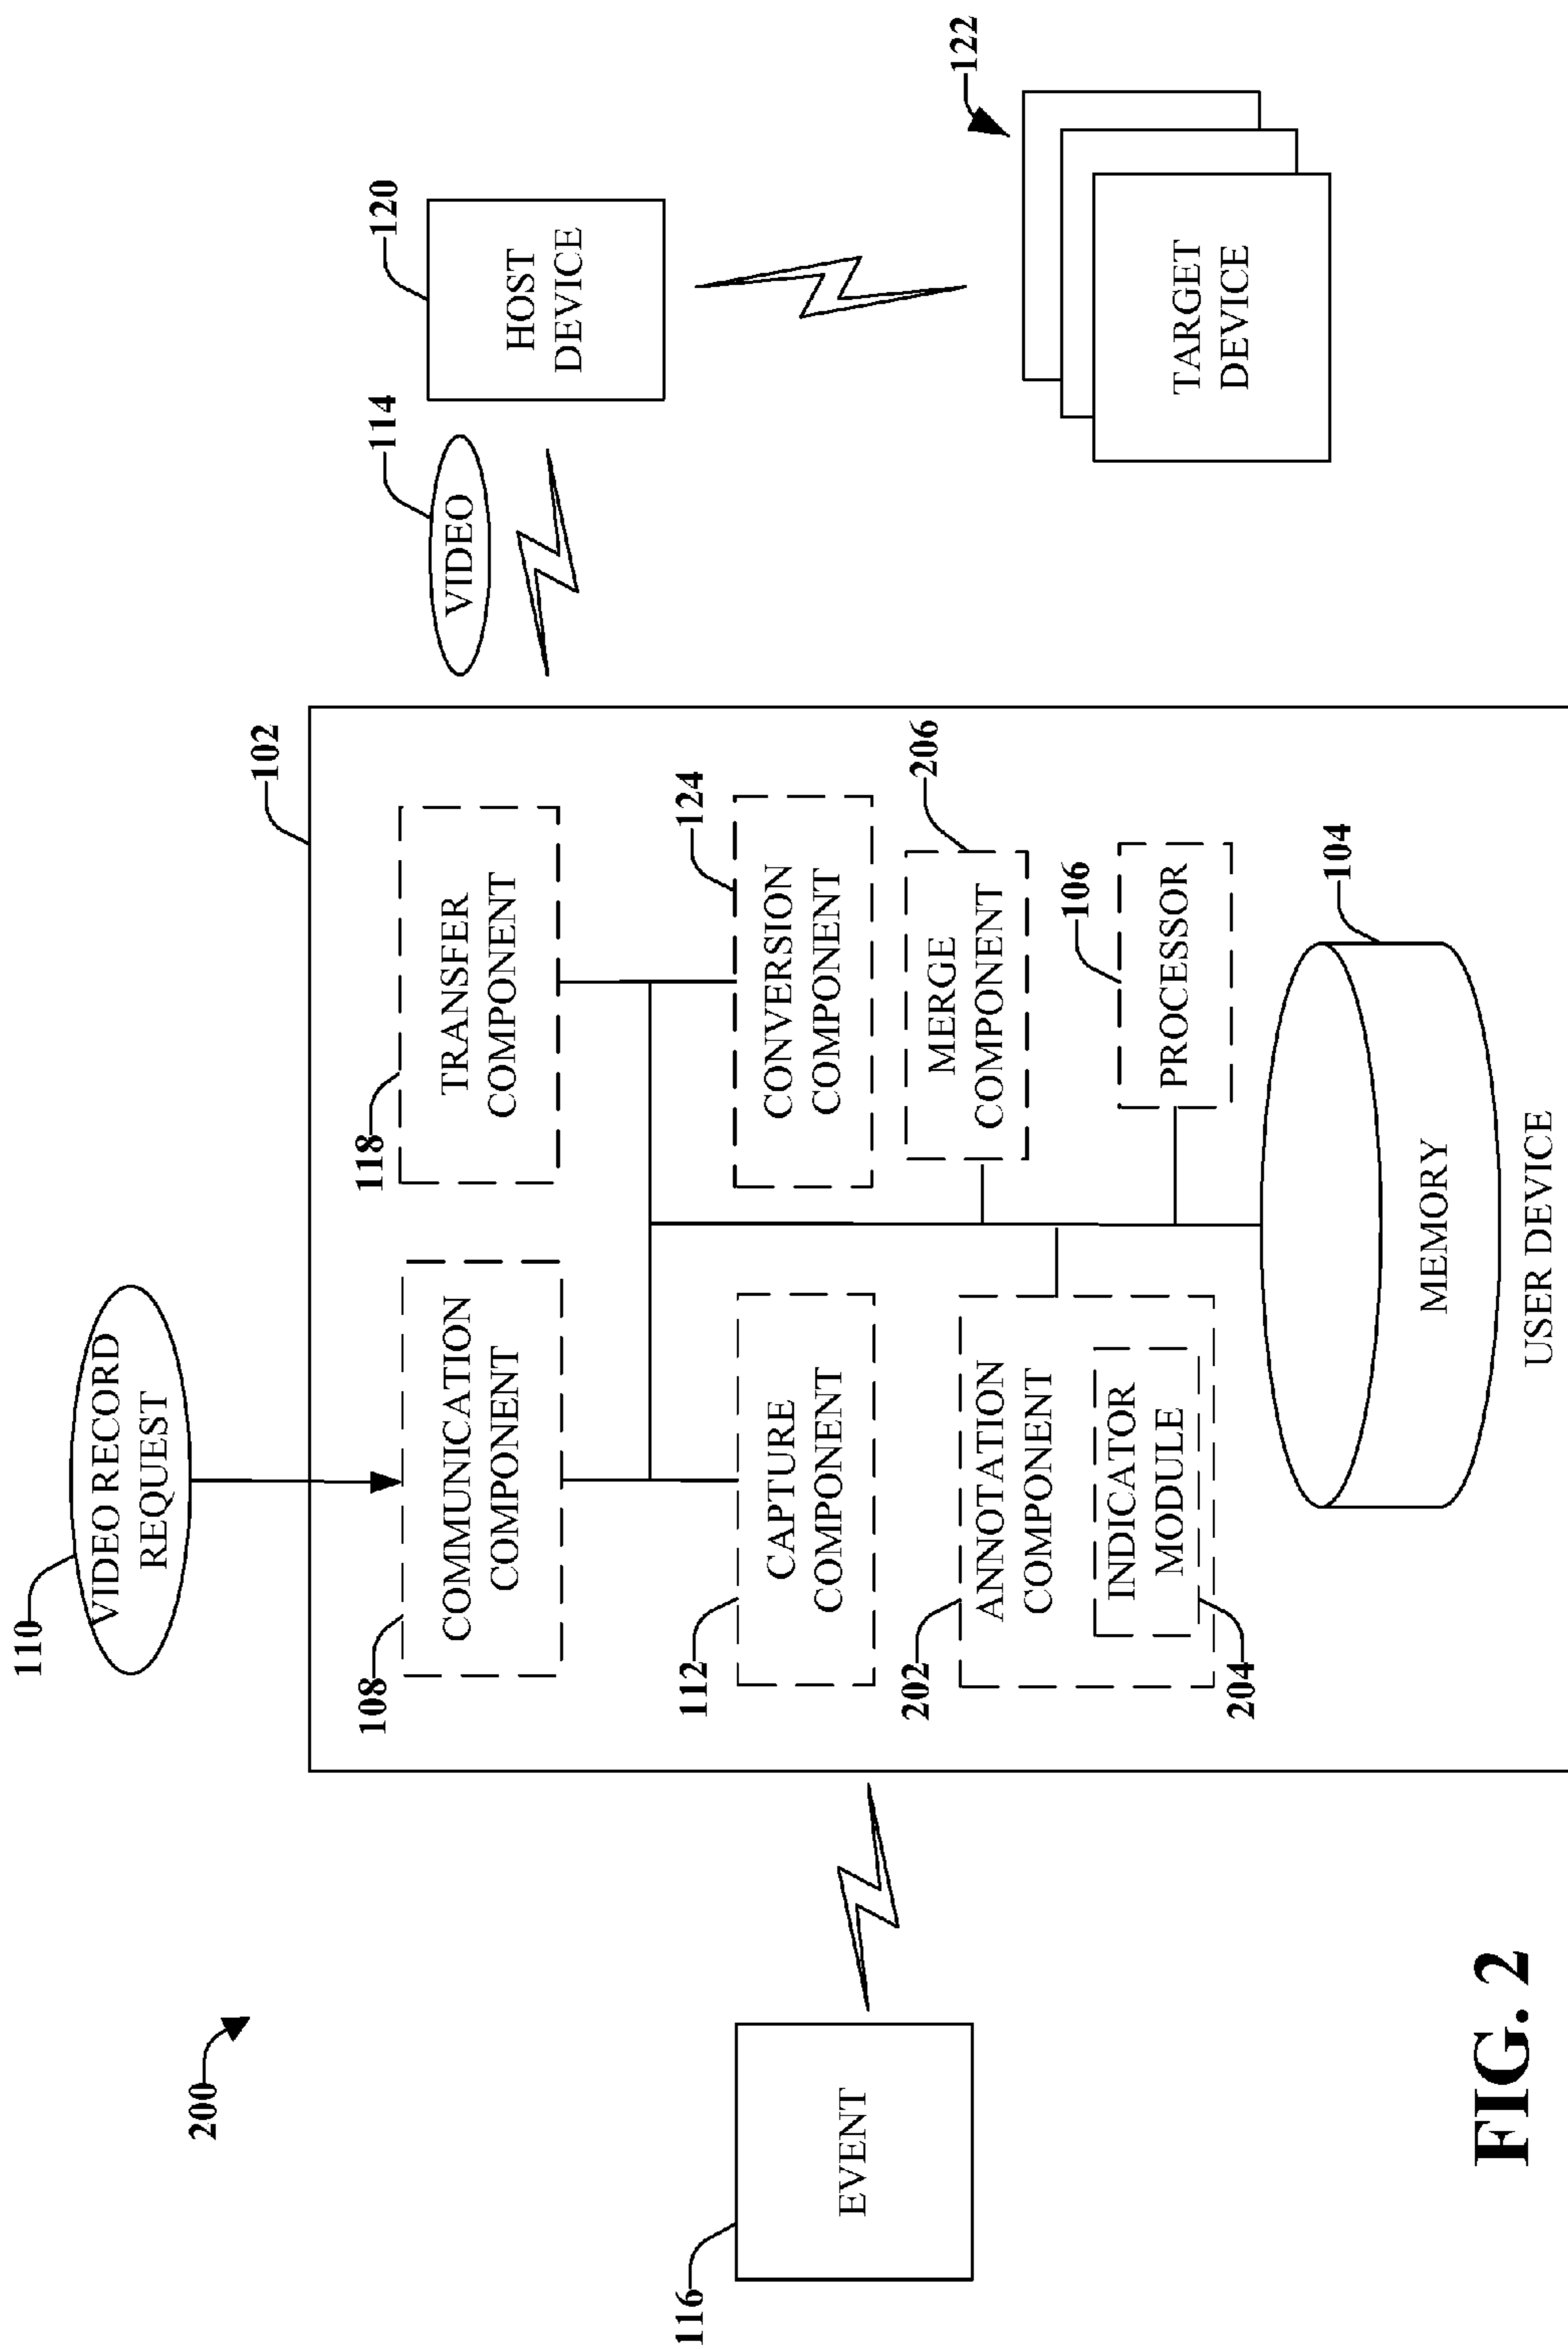 200
110
VIDEO RECORD
REQUEST
102
108
COMMUNICATION
COMPONENT
118
TRANSFER
COMPONENT
114
VIDEO
120
HOST
DEVICE
116
EVENT
112
CAPTURE
COMPONENT
124
CONVERSION
COMPONENT
202
ANNOTATION
COMPONENT
INDICATOR
MODULE
204
206
MERGE
COMPONENT
106
PROCESSOR
104
MEMORY
USER DEVICE
122
TARGET
DEVICE
FIG. 2